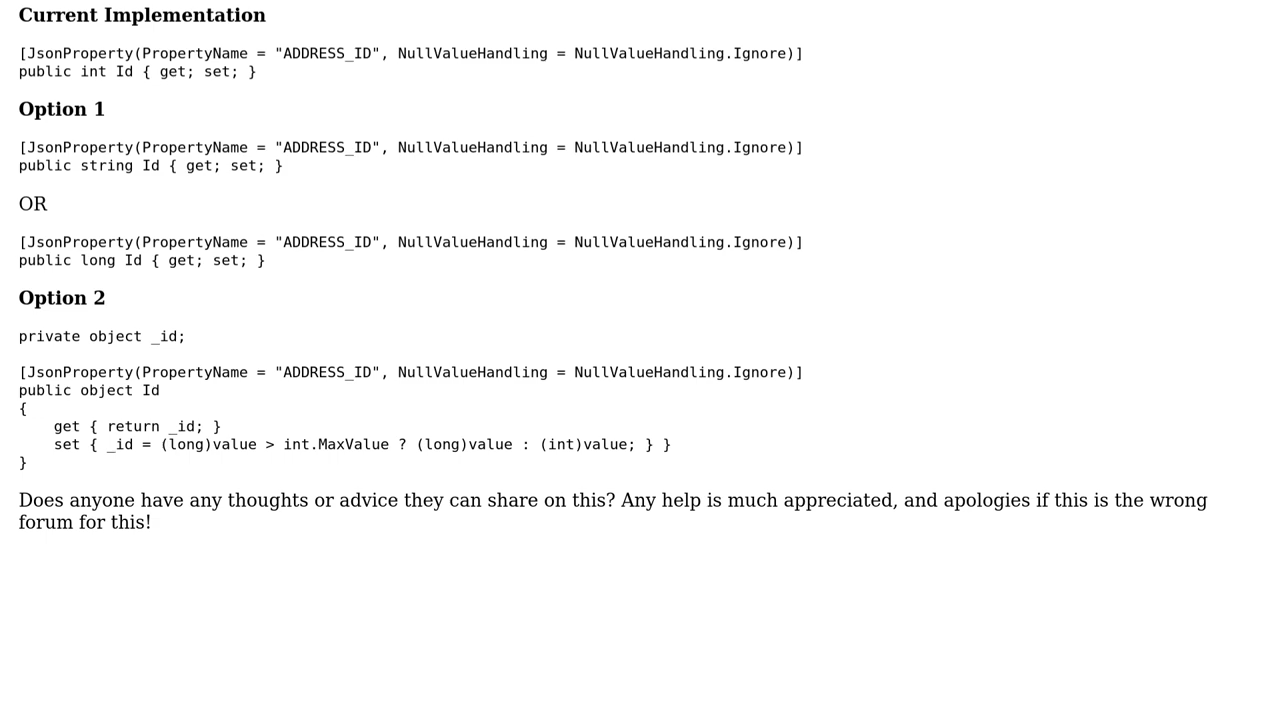 Current Implementation
[JsonProperty(PropertyName = "ADDRESS_ID", NullValueHandling = NullValueHandling.Ignore)]
public int Id { get; set; }
Option 1
[JsonProperty(PropertyName = "ADDRESS_ID", NullValueHandling = NullValueHandling.Ignore)]
public string Id { get; set; }
OR
[JsonProperty(PropertyName = "ADDRESS_ID", NullValueHandling = NullValueHandling.Ignore)]
public long Id { get; set; }
Option 2
private object _id;
[JsonProperty(PropertyName = "ADDRESS_ID", NullValueHandling = NullValueHandling.Ignore)]
public object Id
{
    get { return _id; }
    set { _id = (long)value > int.MaxValue ? (long)value : (int)value; } }
}
Does anyone have any thoughts or advice they can share on this? Any help is much appreciated, and apologies if this is the wrong
forum for this!